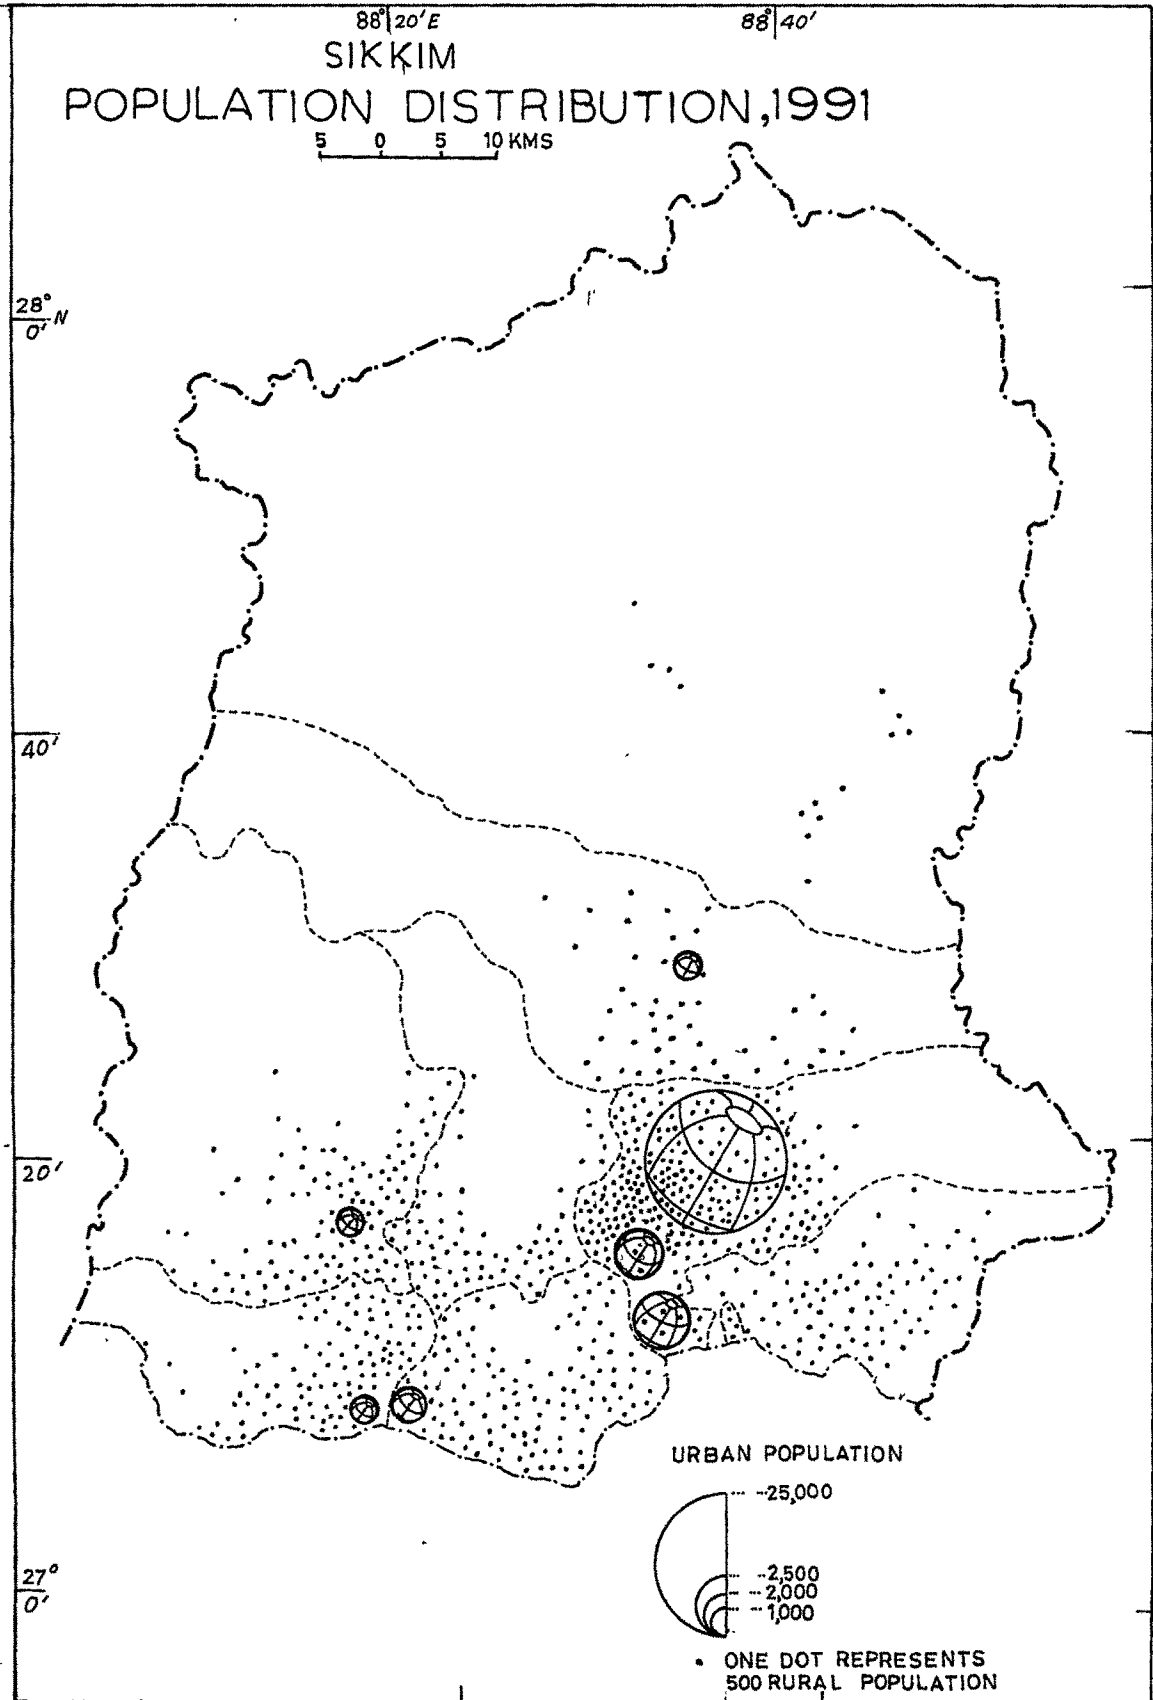 88°20'E 88°40'
SIKKIM
POPULATION DISTRIBUTION,1991
5 0 5 10 KMS
28° N
0'
40'
20'
27°
0'
URBAN POPULATION
25,000
2,500
2,000
1,000
ONE DOT REPRESENTS
500 RURAL POPULATION